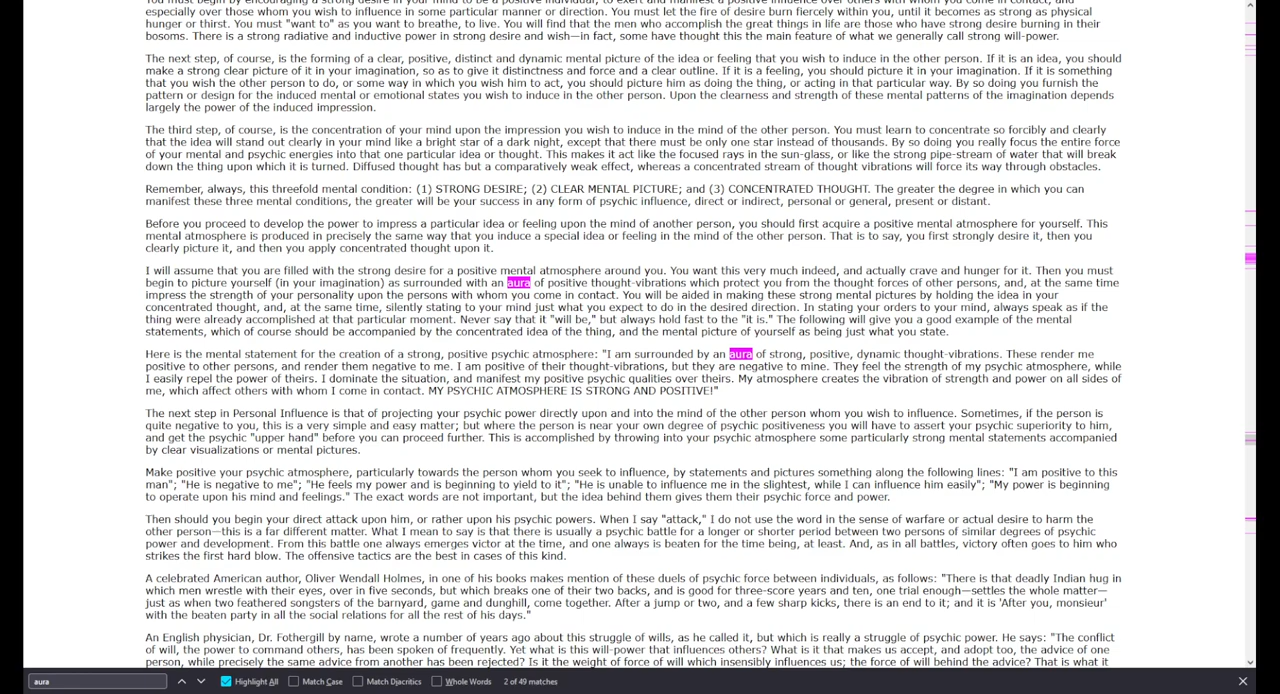 especially over those whom you wish to influence in some particular manner or direction. You must let the fire of desire burn fiercely within you, until it becomes as strong as physical
hunger or thirst. You must "want to" as you want to breathe, to live. You will find that the men who accomplish the great things in life are those who have strong desire burning in their
bosoms. There is a strong radiative and inductive power in strong desire and wish—in fact, some have thought this the main feature of what we generally call strong will-power.
The next step, of course, is the forming of a clear, positive, distinct and dynamic mental picture of the idea or feeling that you wish to induce in the other person. If it is an idea, you should
make a strong clear picture of it in your imagination, so as to give it distinctness and force and a clear outline. If it is a feeling, you should picture it in your imagination. If it is something
that you wish the other person to do, or some way in which you wish him to act, you should picture him as doing the thing, or acting in that particular way. By so doing you furnish the
pattern or design for the induced mental or emotional states you wish to induce in the other person. Upon the clearness and strength of these mental patterns of the imagination depends
largely the power of the induced impression.
The third step, of course, is the concentration of your mind upon the impression you wish to induce in the mind of the other person. You must learn to concentrate so forcibly and clearly
that the idea will stand out clearly in your mind like a bright star of a dark night, except that there must be only one star instead of thousands. By so doing you really focus the entire force
of your mental and psychic energies into that one particular idea or thought. This makes it act like the focused rays in the sun-glass, or like the strong pipe-stream of water that will break
down the thing upon which it is turned. Diffused thought has but a comparatively weak effect, whereas a concentrated stream of thought vibrations will force its way through obstacles.
Remember, always, this threefold mental condition: (1) STRONG DESIRE; (2) CLEAR MENTAL PICTURE; and (3) CONCENTRATED THOUGHT. The greater the degree in which you can
manifest these three mental conditions, the greater will be your success in any form of psychic influence, direct or indirect, personal or general, present or distant.
Before you proceed to develop the power to impress a particular idea or feeling upon the mind of another person, you should first acquire a positive mental atmosphere for yourself. This
mental atmosphere is produced in precisely the same way that you induce a special idea or feeling in the mind of the other person. That is to say, you first strongly desire it, then you
clearly picture it, and then you apply concentrated thought upon it.
I will assume that you are filled with the strong desire for a positive mental atmosphere around you. You want this very much indeed, and actually crave and hunger for it. Then you must
begin to picture yourself (in your imagination) as surrounded with an aura of positive thought-vibrations which protect you from the thought forces of other persons, and, at the same time
impress the strength of your personality upon the persons with whom you come in contact. You will be aided in making these strong mental pictures by holding the idea in your
concentrated thought, and, at the same time, silently stating to your mind just what you expect to do in the desired direction. In stating your orders to your mind, always speak as if the
thing were already accomplished at that particular moment. Never say that it "will be," but always hold fast to the "it is." The following will give you a good example of the mental
statements, which of course should be accompanied by the concentrated idea of the thing, and the mental picture of yourself as being just what you state.
Here is the mental statement for the creation of a strong, positive psychic atmosphere: "I am surrounded by an aura of strong, positive, dynamic thought-vibrations. These render me
positive to other persons, and render them negative to me. I am positive of their thought-vibrations, but they are negative to mine. They feel the strength of my psychic atmosphere, while
I easily repel the power of theirs. I dominate the situation, and manifest my positive psychic qualities over theirs. My atmosphere creates the vibration of strength and power on all sides of
me, which affect others with whom I come in contact. MY PSYCHIC ATMOSPHERE IS STRONG AND POSITIVE!"
The next step in Personal Influence is that of projecting your psychic power directly upon and into the mind of the other person whom you wish to influence. Sometimes, if the person is
quite negative to you, this is a very simple and easy matter; but where the person is near your own degree of psychic positiveness you will have to assert your psychic superiority to him,
and get the psychic "upper hand" before you can proceed further. This is accomplished by throwing into your psychic atmosphere some particularly strong mental statements accompanied
by clear visualizations or mental pictures.
Make positive your psychic atmosphere, particularly towards the person whom you seek to influence, by statements and pictures something along the following lines: "I am positive to this
man"; "He is negative to me"; "He feels my power and is beginning to yield to it"; "He is unable to influence me in the slightest, while I can influence him easily"; "My power is beginning
to operate upon his mind and feelings." The exact words are not important, but the idea behind them gives them their psychic force and power.
Then should you begin your direct attack upon him, or rather upon his psychic powers. When I say "attack," I do not use the word in the sense of warfare or actual desire to harm the
other person—this is a far different matter. What I mean to say is that there is usually a psychic battle for a longer or shorter period between two persons of similar degrees of psychic
power and development. From this battle one always emerges victor at the time, and one always is beaten for the time being, at least. And, as in all battles, victory often goes to him who
strikes the first hard blow. The offensive tactics are the best in cases of this kind.
A celebrated American author, Oliver Wendall Holmes, in one of his books makes mention of these duels of psychic force between individuals, as follows: "There is that deadly Indian hug in
which men wrestle with their eyes, over in five seconds, but which breaks one of their two backs, and is good for three-score years and ten, one trial enough—settles the whole matter—
just as when two feathered songsters of the barnyard, game and dunghill, come together. After a jump or two, and a few sharp kicks, there is an end to it; and it is 'After you, monsieur'
with the beaten party in all the social relations for all the rest of his days."
An English physician, Dr. Fothergill by name, wrote a number of years ago about this struggle of wills, as he called it, but which is really a struggle of psychic power. He says: "The conflict
of will, the power to command others, has been spoken of frequently. Yet what is this will-power that influences others? What is it that makes us accept, and adopt too, the advice of one
person, while precisely the same advice from another has been rejected? Is it the weight of force of will which insensibly influences us; the force of will behind the advice? That is what it
aura
Highlight All
Match Case
Match Diacritics
Whole Words
2 of 49 matches